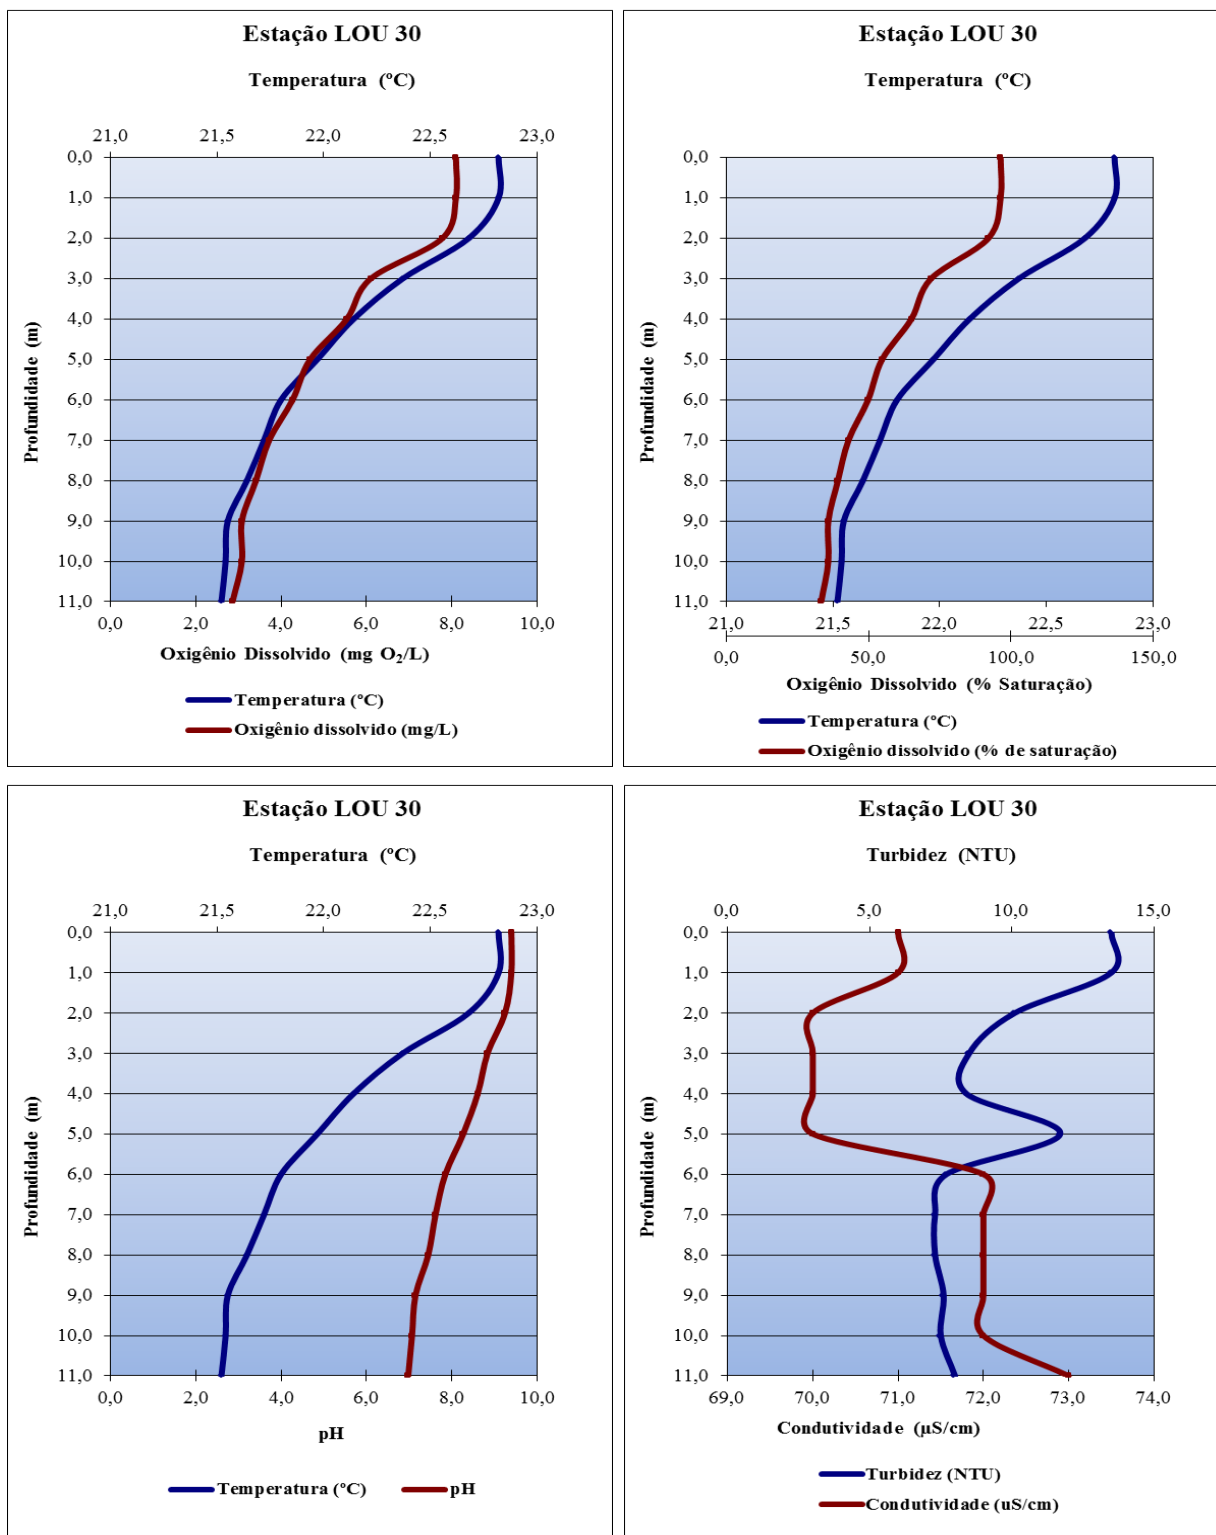 Estação LOU 30
Temperatura (ºC)
21,0 21,5 22,0 22,5 23,0
0,0
1,0
2,0
3,0
4,0
5,0
6,0
7,0
8,0
9,0
10,0
11,0
Profundidade (m)
0,0 2,0 4,0 6,0 8,0 10,0
Oxigênio Dissolvido (mg O₂/L)
Temperatura (ºC)
Oxigênio dissolvido (mg/L)
Estação LOU 30
Temperatura (ºC)
0,0
1,0
2,0
3,0
4,0
5,0
6,0
7,0
8,0
9,0
10,0
11,0
Profundidade (m)
21,0 21,5 22,0 22,5 23,0
0,0 50,0 100,0 150,0
Oxigênio Dissolvido (% Saturação)
Temperatura (ºC)
Oxigênio dissolvido (% de saturação)
Estação LOU 30
Temperatura (ºC)
21,0 21,5 22,0 22,5 23,0
0,0
1,0
2,0
3,0
4,0
5,0
6,0
7,0
8,0
9,0
10,0
11,0
Profundidade (m)
0,0 2,0 4,0 6,0 8,0 10,0
pH
Temperatura (ºC) pH
Estação LOU 30
Turbidez (NTU)
0,0 5,0 10,0 15,0
0,0
1,0
2,0
3,0
4,0
5,0
6,0
7,0
8,0
9,0
10,0
11,0
Profundidade (m)
69,0 70,0 71,0 72,0 73,0 74,0
Condutividade (µS/cm)
Turbidez (NTU)
Condutividade (uS/cm)